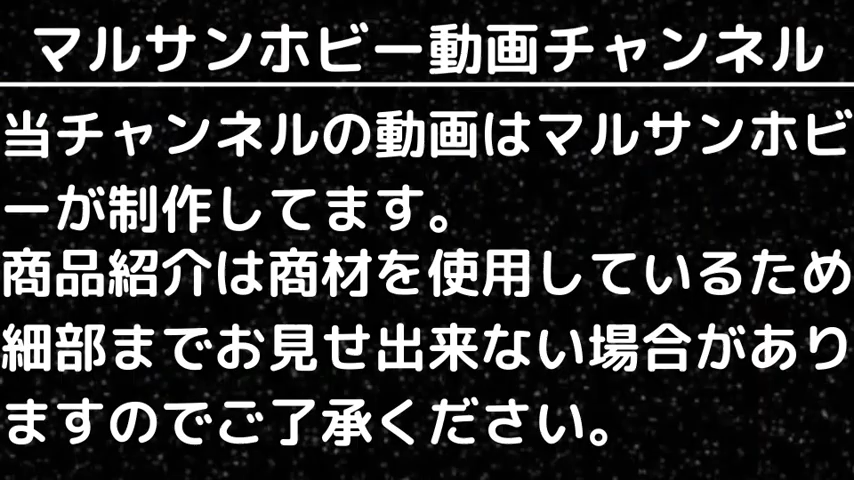 マルサンホビー動画チャンネル
当チャンネルの動画はマルサンホビ
ーが制作してます。
商品紹介は商材を使用しているため
細部までお見せ出来ない場合があり
ますのでご了承ください。